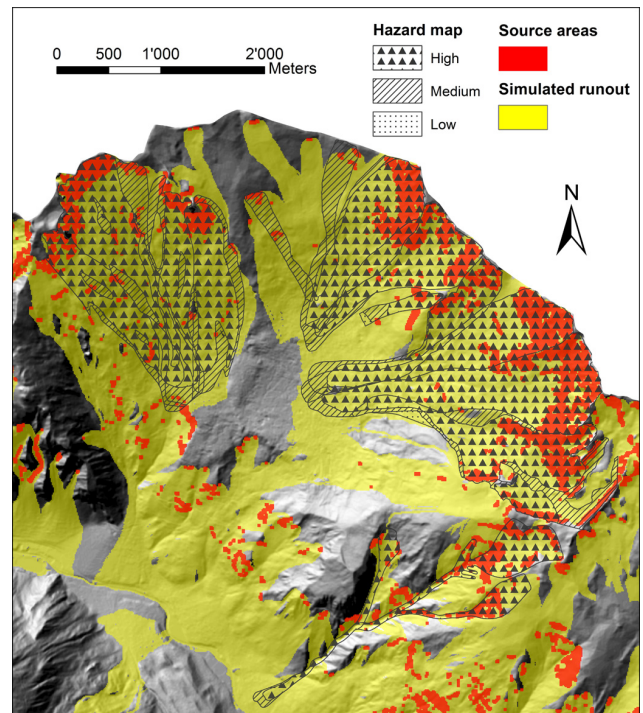 0 500 1'000 2'000
Meters
Hazard map
High
Medium
Low
Source areas
Simulated runout
N